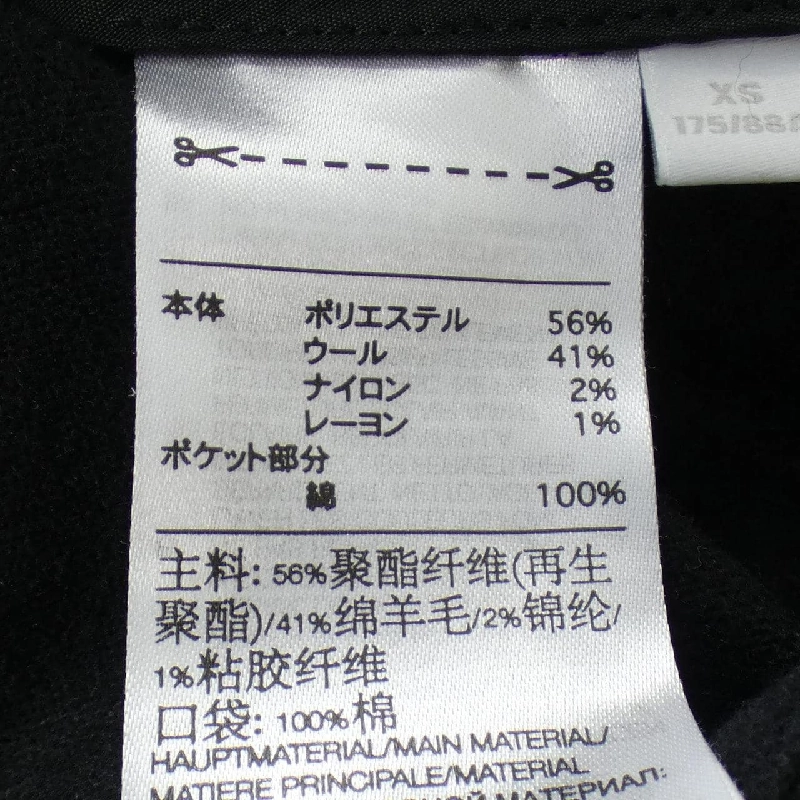 XS
175/88
本体 ポリエステル 56%
ウール 41%
ナイロン 2%
レーヨン 1%
ポケット部分
綿 100%
主料: 56%聚酯纤维(再生
聚酯)/41%绵羊毛/2%锦纶/
1%粘胶纤维
口袋: 100%棉
HAUPTMATERIAL/MAIN MATERIAL/
MATIERE PRINCIPALE/MATERIAL
МАТЕРИАЛ: